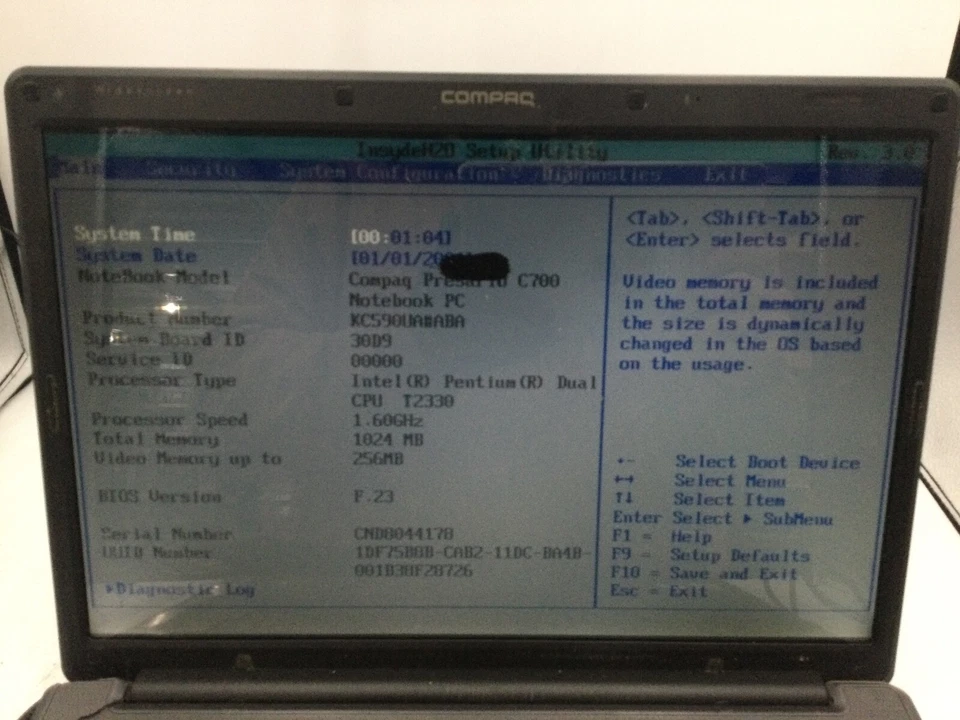 COMPAQ
InsydeH2O Setup Utility Rev. 3.0
Main Security System Configuration Diagnostics Exit
System Time [00:01:04]
System Date [01/01/20
NoteBook Model Compaq Presario C700
Notebook PC
Product Number KC590UA#ABA
System Board ID 30D9
Service ID 00000
Processor Type Intel(R) Pentium(R) Dual
CPU T2330
Processor Speed 1.60GHz
Total Memory 1024 MB
Video Memory up to 256MB
BIOS Version F.23
Serial Number CND8044178
UUID Number 1DF75B8B-CAB2-11DC-BA4B-
001B38F28726
▸Diagnostic Log
<Tab>, <Shift-Tab>, or
<Enter> selects field.
Video memory is included
in the total memory and
the size is dynamically
changed in the OS based
on the usage.
+- Select Boot Device
←→ Select Menu
↑↓ Select Item
Enter Select ▸ SubMenu
F1 = Help
F9 = Setup Defaults
F10 = Save and Exit
Esc = Exit